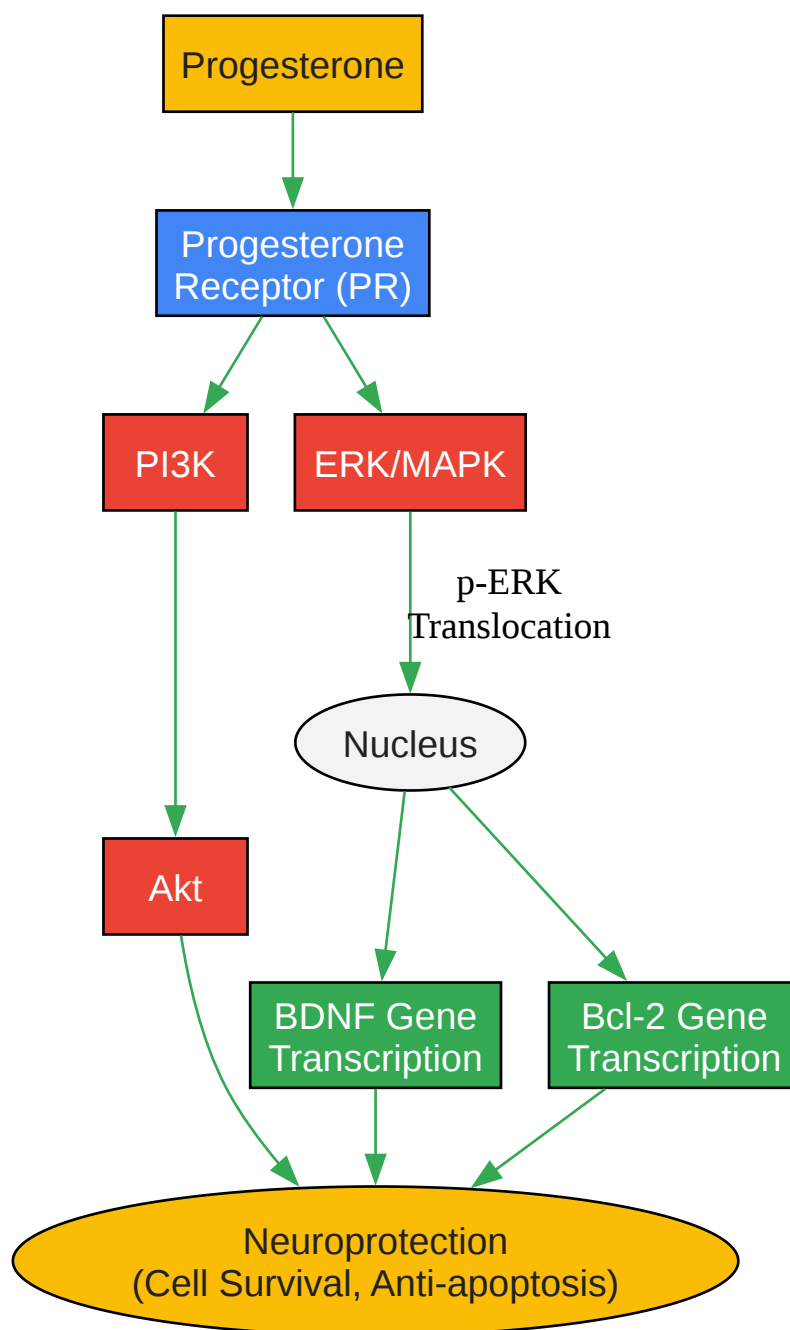 Progesterone
Progesterone
Receptor (PR)
PI3K
ERK/MAPK
p-ERK
Translocation
Nucleus
Akt
BDNF Gene
Transcription
Bcl-2 Gene
Transcription
Neuroprotection
(Cell Survival, Anti-apoptosis)